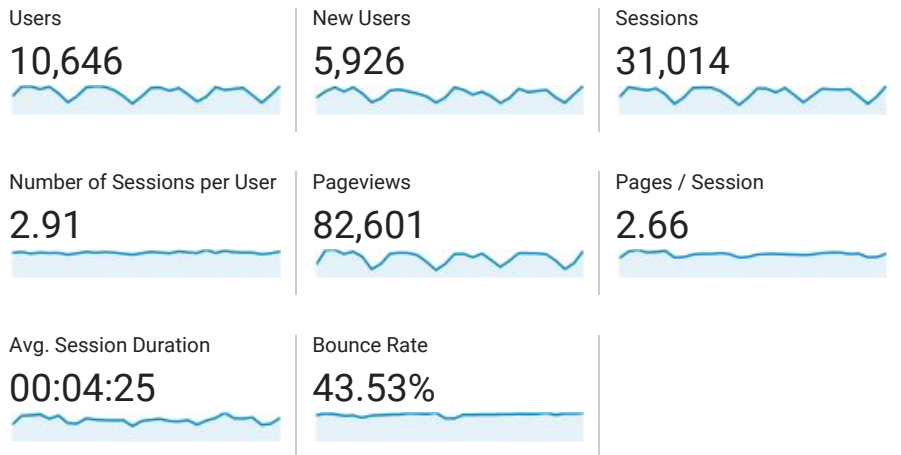 Users
10,646
New Users
5,926
Sessions
31,014
Number of Sessions per User
2.91
Pageviews
82,601
Pages / Session
2.66
Avg. Session Duration
00:04:25
Bounce Rate
43.53%